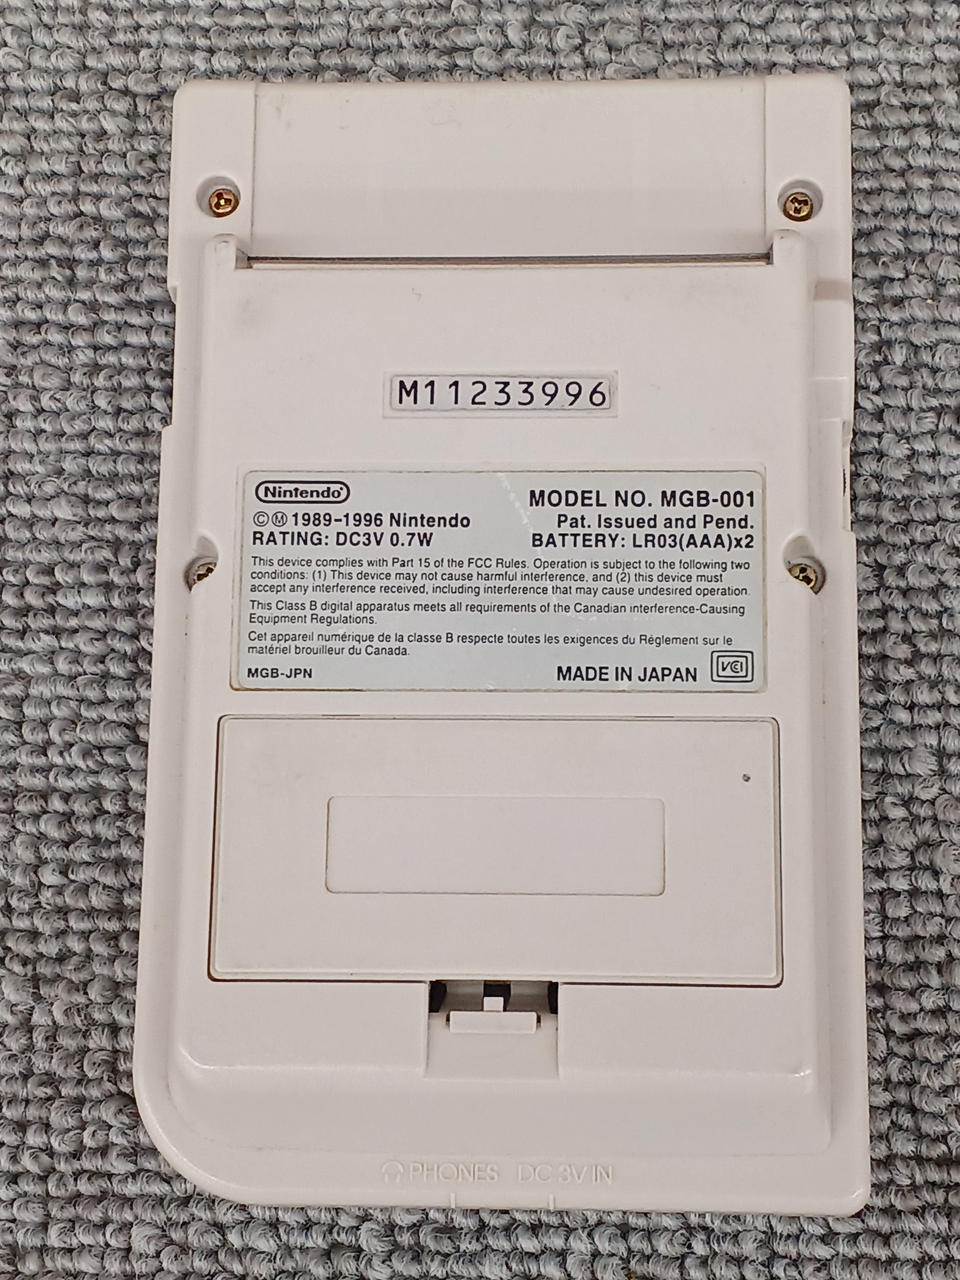 M11233996
Nintendo
MODEL NO. MGB-001
©Ⓜ 1989-1996 Nintendo
Pat. Issued and Pend.
RATING: DC3V 0.7W
BATTERY: LR03(AAA)x2
This device complies with Part 15 of the FCC Rules. Operation is subject to the following two
conditions: (1) This device may not cause harmful interference, and (2) this device must
accept any interference received, including interference that may cause undesired operation.
This Class B digital apparatus meets all requirements of the Canadian interference-Causing
Equipment Regulations.
Cet appareil numérique de la classe B respecte toutes les exigences du Réglement sur le
matériel brouilleur du Canada.
MGB-JPN
MADE IN JAPAN
VCI
PHONES DC 3V IN